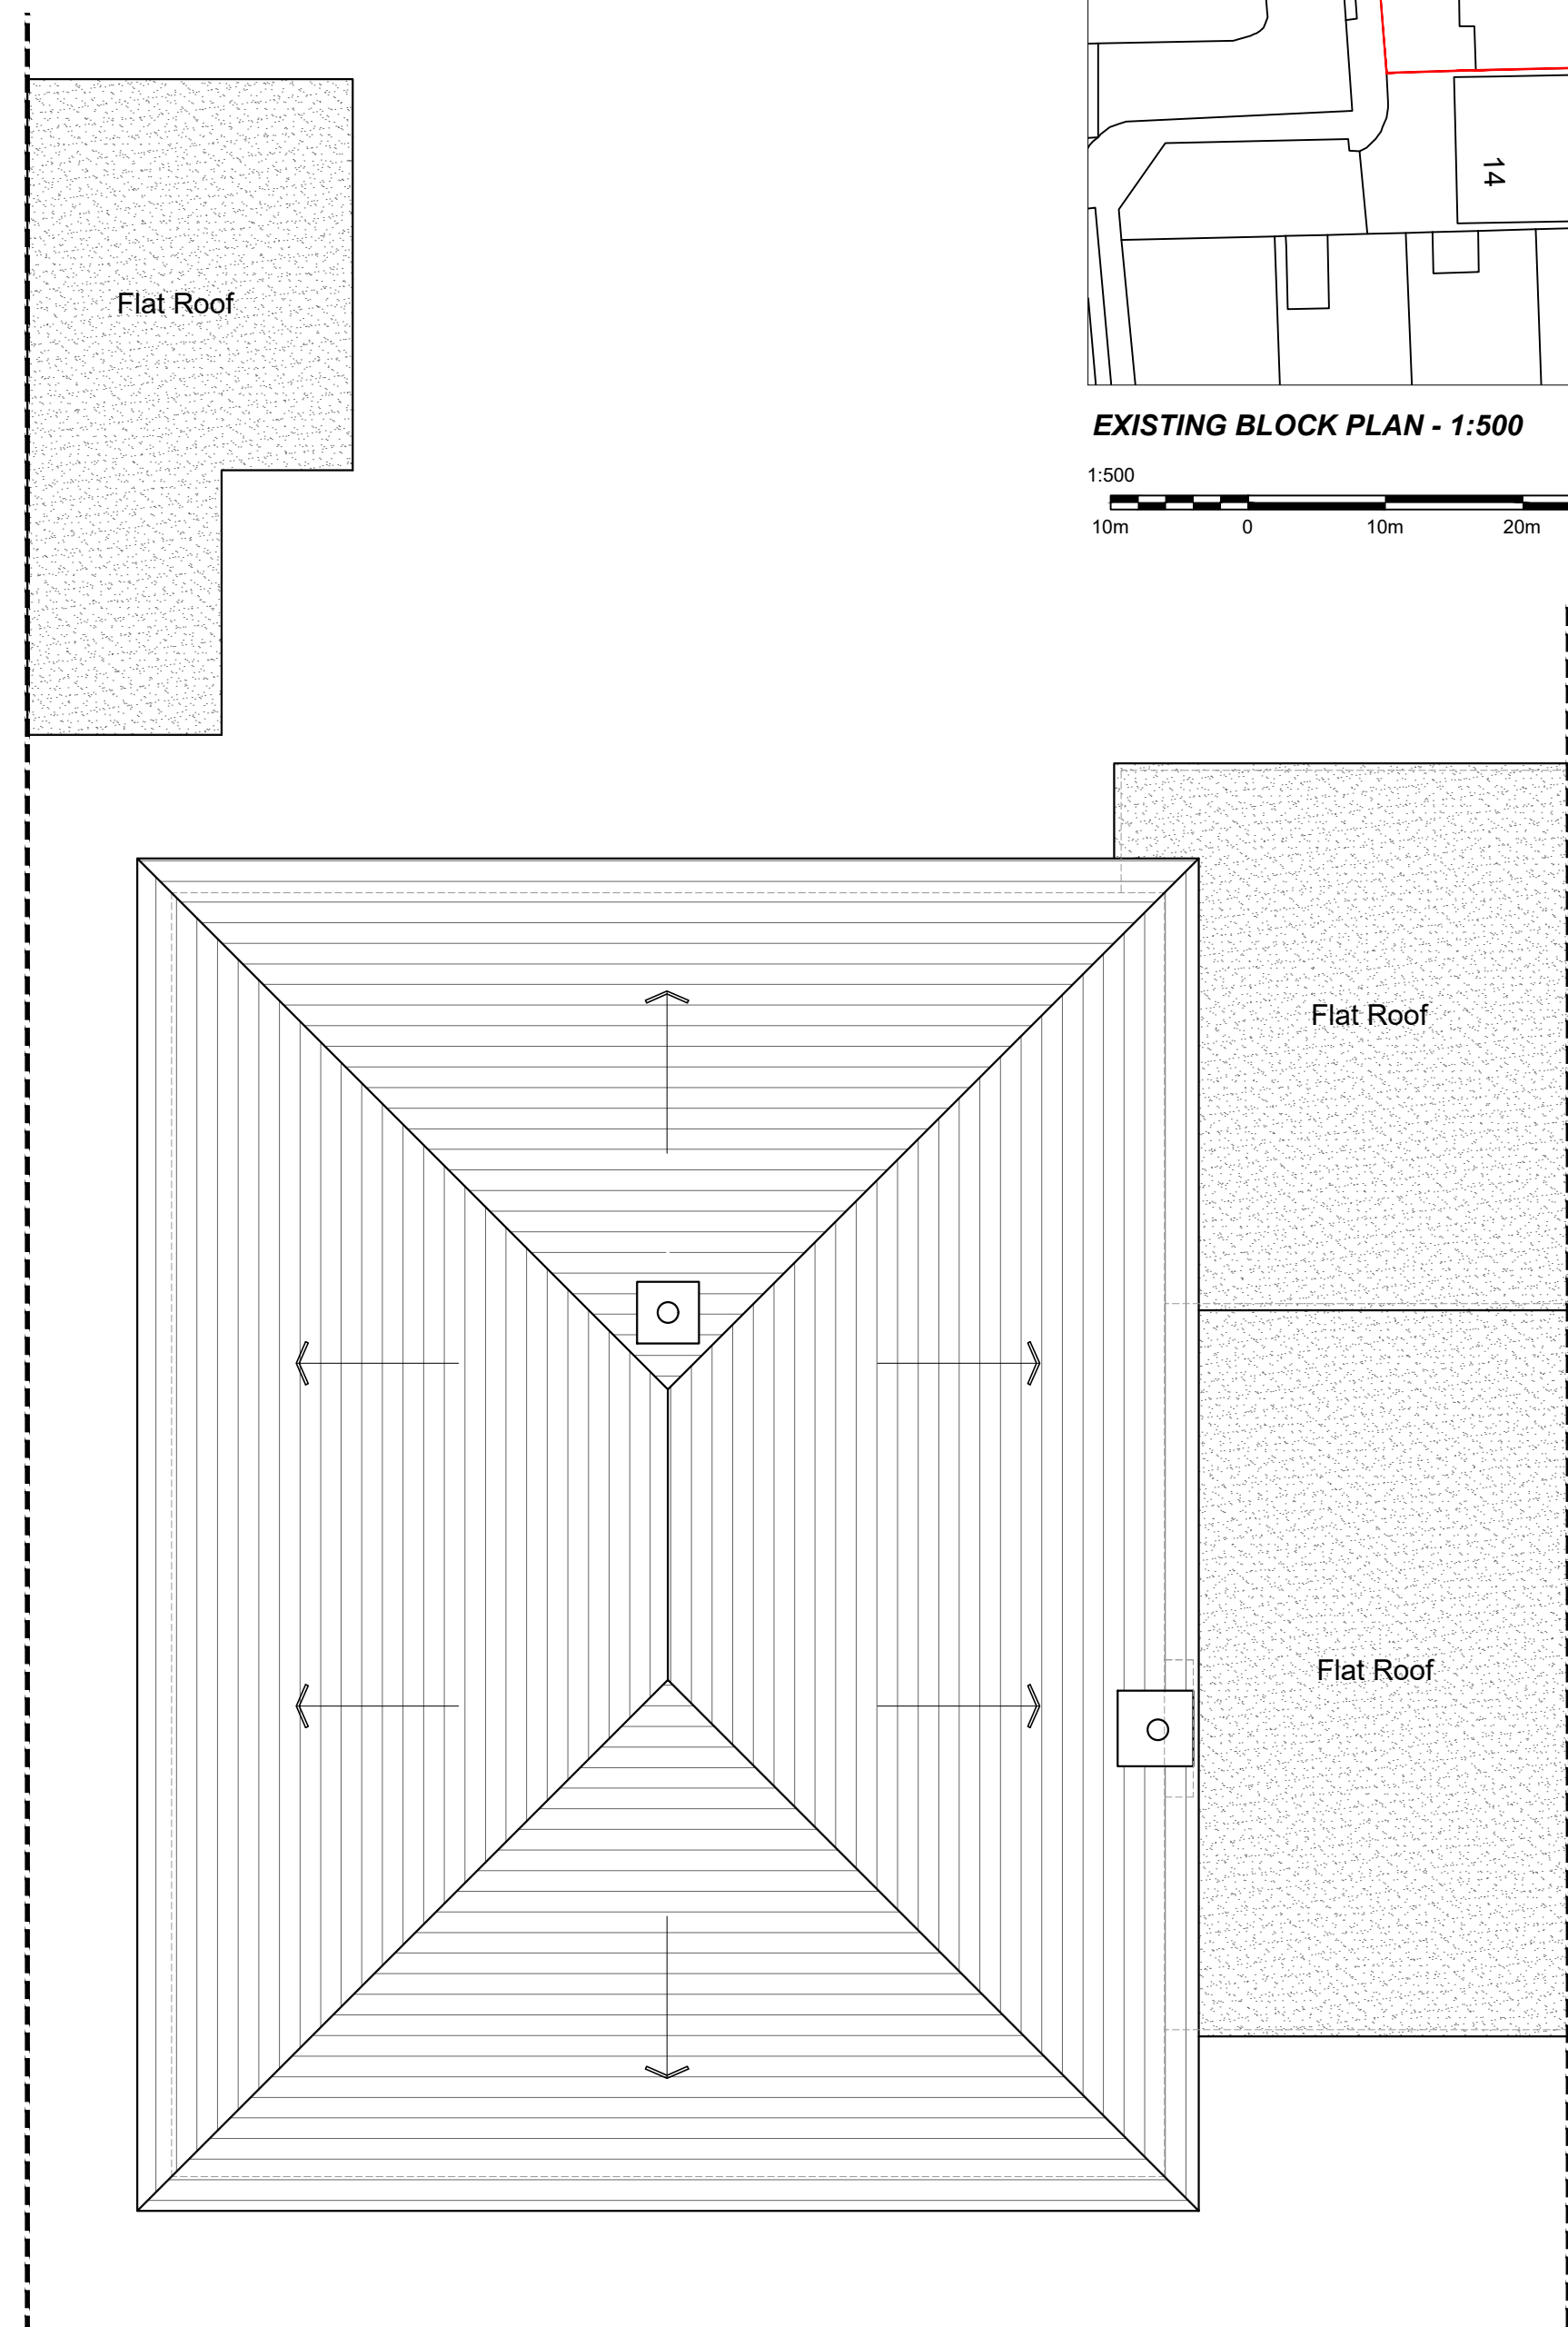 14
EXISTING BLOCK PLAN - 1:500
1:500
10m 0 10m 20m
Flat Roof
Flat Roof
Flat Roof